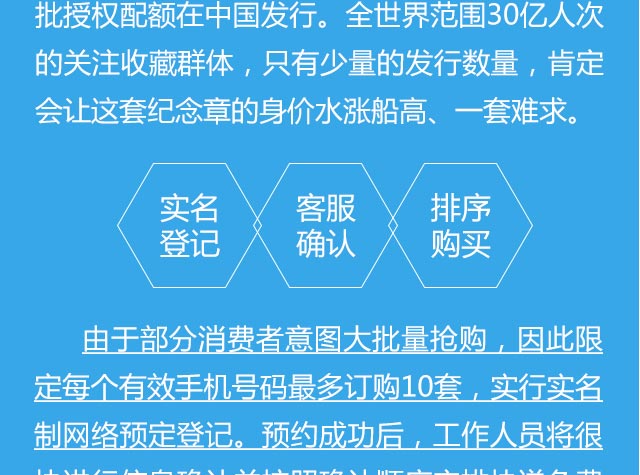 批授权配额在中国发行。全世界范围30亿人次
的关注收藏群体，只有少量的发行数量，肯定
会让这套纪念章的身价水涨船高、一套难求。
实名
登记
客服
确认
排序
购买
由于部分消费者意图大批量抢购，因此限
定每个有效手机号码最多订购10套，实行实名
制网络预定登记。预约成功后，工作人员将很